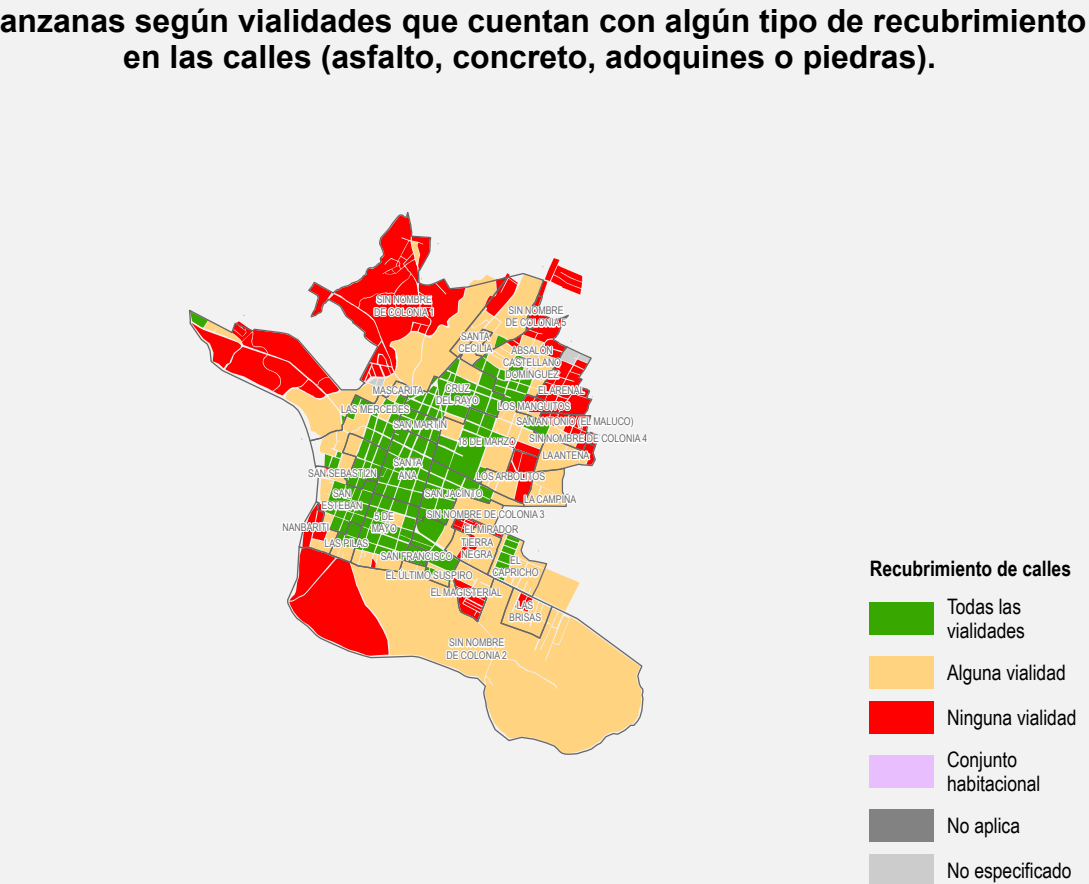 anzanas según vialidades que cuentan con algún tipo de recubrimiento
en las calles (asfalto, concreto, adoquines o piedras).
SIN NOMBRE
DE COLONIA 1
SIN NOMBRE
DE COLONIA 5
SANTA
CECILIA
ABSALÓN
CASTELLANO
DOMÍNGUEZ
MASCARITA
CRUZ
DEL RAYO
EL ARENAL
LAS MERCEDES
LOS MANGUITOS
SAN MARTÍN
SAN ANTONIO (EL MALUCO)
18 DE MARZO
SIN NOMBRE DE COLONIA 4
LA ANTENA
SANTA
ANA
SAN SEBASTI2N
LOS ARBOLITOS
SAN
ESTEBAN
SAN JACINTO
LA CAMPIÑA
5 DE
MAYO
SIN NOMBRE DE COLONIA 3
NANBARITI
EL MIRADOR
LAS PILAS
TIERRA
NEGRA
SAN FRANCISCO
EL
CAPRICHO
EL ÚLTIMO SUSPIRO
EL MAGISTERIAL
LAS
BRISAS
SIN NOMBRE
DE COLONIA 2
Recubrimiento de calles
Todas las
vialidades
Alguna vialidad
Ninguna vialidad
Conjunto
habitacional
No aplica
No especificado